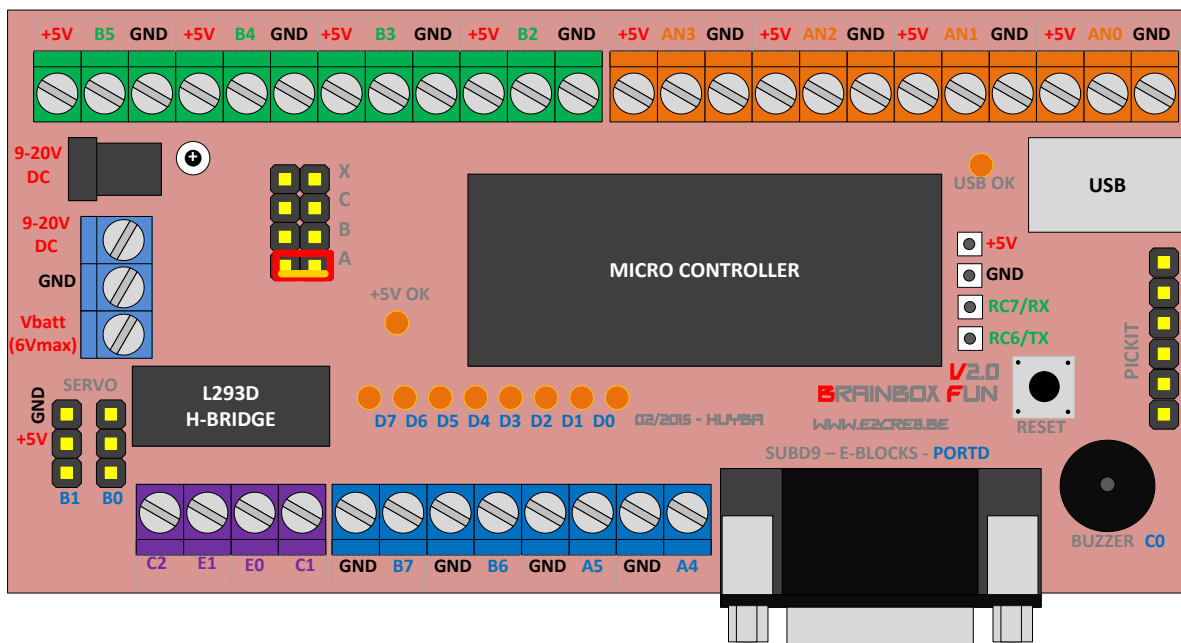 +5V B5 GND +5V B4 GND +5V B3 GND +5V B2 GND +5V AN3 GND +5V AN2 GND +5V AN1 GND +5V AN0 GND
9-20V
DC
X
C
B
A
USB OK
USB
9-20V
DC
GND
Vbatt
(6Vmax)
+5V OK
MICRO CONTROLLER
+5V
GND
RC7/RX
RC6/TX
PICKIT
SERVO
GND
+5V
B1 B0
L293D
H-BRIDGE
D7 D6 D5 D4 D3 D2 D1 D0
02/2015 - HUYBA
V2.0
BRAINBOX FUN
WWW.E2CRE8.BE
RESET
SUBD9 – E-BLOCKS - PORTD
BUZZER C0
C2 E1 E0 C1 GND B7 GND B6 GND A5 GND A4